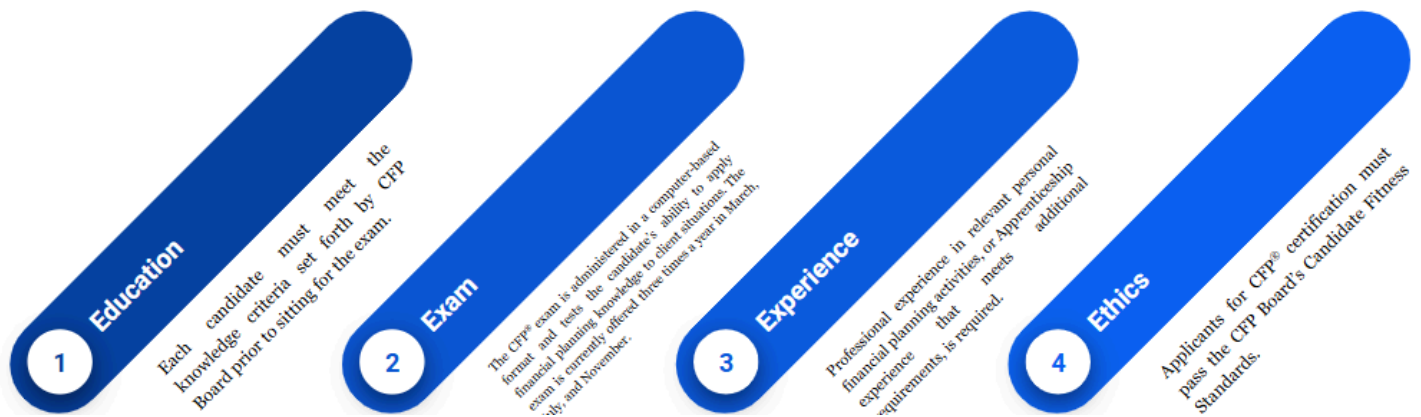 1
Education
Each candidate must meet the
knowledge criteria set forth by CFP
Board prior to sitting for the exam.
2
Exam
The CFP® exam is administered in a computer-based
format and tests the candidate's ability to apply
financial planning knowledge to client situations. The
exam is currently offered three times a year in March,
July, and November.
3
Experience
Professional experience in relevant personal
financial planning activities, or Apprenticeship
experience that meets additional
requirements, is required.
4
Ethics
Applicants for CFP® certification must
pass the CFP Board's Candidate Fitness
Standards.